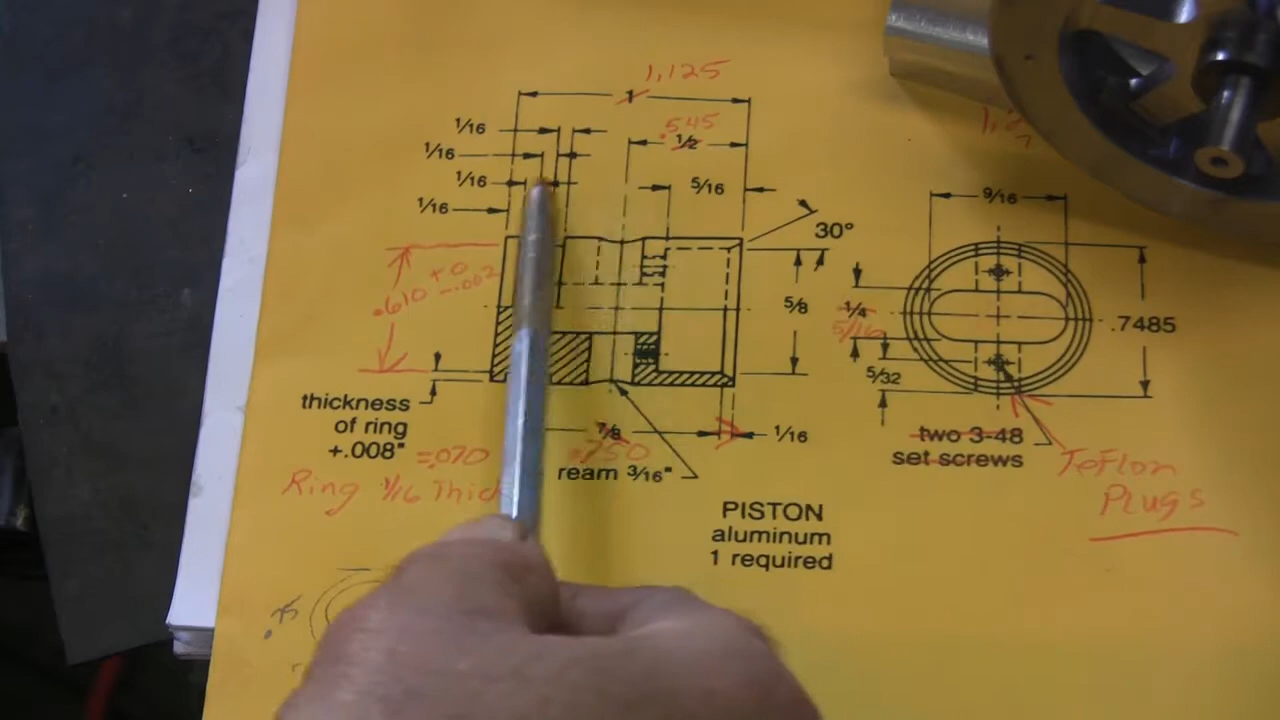 1.125
1
1/16
.545
1/2
1/16
1/16
5/16
1/16
9/16
30°
.610 +0 -.002
5/8
1/4
5/16
.7485
5/32
thickness
of ring
+.008" =.070
Ring 1/16 Thick
7/8
.750
1/16
ream 3/16"
two 3-48
set screws
Teflon
Plugs
PISTON
aluminum
1 required
.75